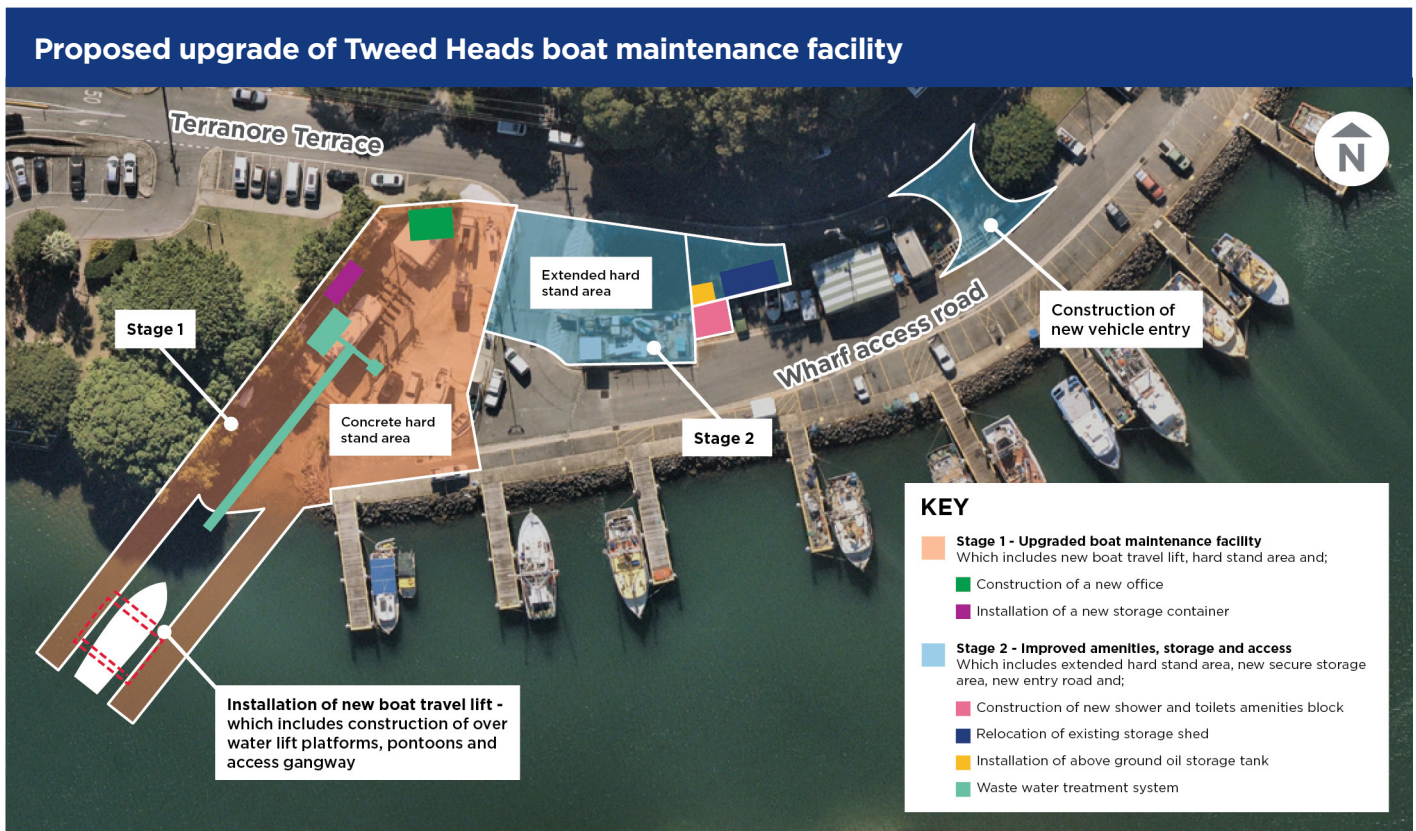 Proposed upgrade of Tweed Heads boat maintenance facility
50
Terranore Terrace
N
Stage 1
Extended hard
stand area
Construction of
new vehicle entry
Wharf access road
Concrete hard
stand area
Stage 2
Installation of new boat travel lift -
which includes construction of over
water lift platforms, pontoons and
access gangway
KEY
Stage 1 - Upgraded boat maintenance facility
Which includes new boat travel lift, hard stand area and;
Construction of a new office
Installation of a new storage container
Stage 2 - Improved amenities, storage and access
Which includes extended hard stand area, new secure storage
area, new entry road and;
Construction of new shower and toilets amenities block
Relocation of existing storage shed
Installation of above ground oil storage tank
Waste water treatment system